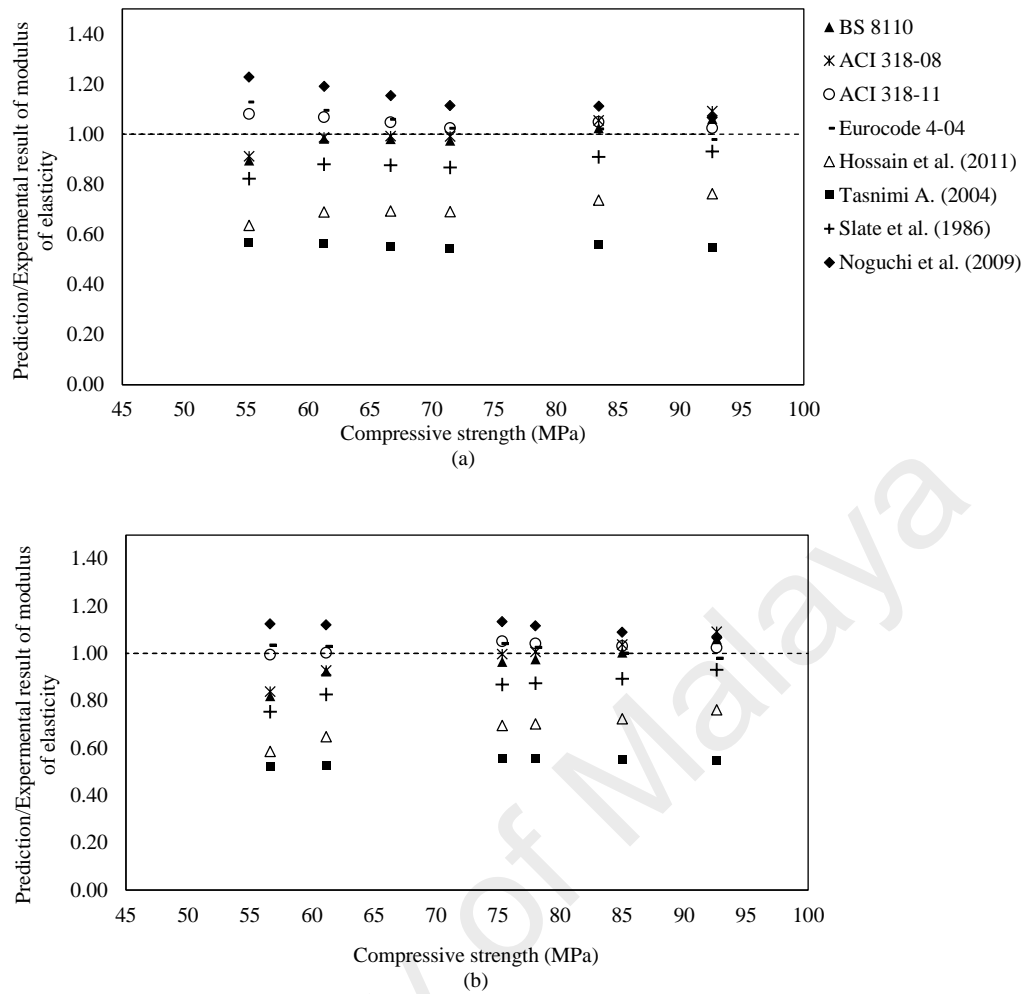 Prediction/Experimental result of modulus
of elasticity
1.40
1.20
1.00
0.80
0.60
0.40
0.20
0.00
45 50 55 60 65 70 75 80 85 90 95 100
Compressive strength (MPa)
(a)
BS 8110
ACI 318-08
ACI 318-11
Eurocode 4-04
Hossain et al. (2011)
Tasnimi A. (2004)
Slate et al. (1986)
Noguchi et al. (2009)
Prediction/Experimental result of modulus
of elasticity
1.40
1.20
1.00
0.80
0.60
0.40
0.20
0.00
45 50 55 60 65 70 75 80 85 90 95 100
Compressive strength (MPa)
(b)
of Malaya